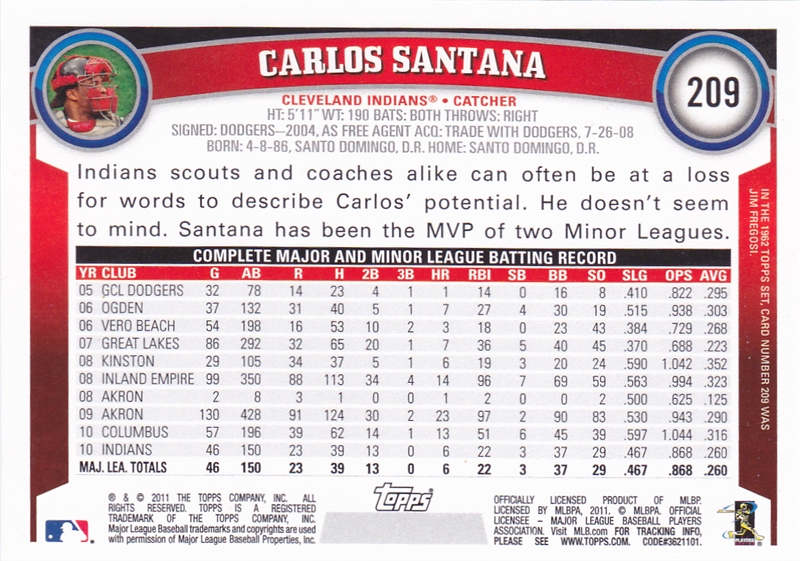 CARLOS SANTANA
209
CLEVELAND INDIANS® • CATCHER
HT: 5'11" WT: 190 BATS: BOTH THROWS: RIGHT
SIGNED: DODGERS—2004, AS FREE AGENT ACQ: TRADE WITH DODGERS, 7-26-08
BORN: 4-8-86, SANTO DOMINGO, D.R. HOME: SANTO DOMINGO, D.R.
Indians scouts and coaches alike can often be at a loss
for words to describe Carlos' potential. He doesn't seem
to mind. Santana has been the MVP of two Minor Leagues.
COMPLETE MAJOR AND MINOR LEAGUE BATTING RECORD
YR CLUB G AB R H 2B 3B HR RBI SB BB SO SLG OPS AVG
05 GCL DODGERS 32 78 14 23 4 1 1 14 0 16 8 .410 .822 .295
06 OGDEN 37 132 31 40 5 1 7 27 4 30 19 .515 .938 .303
06 VERO BEACH 54 198 16 53 10 2 3 18 0 23 43 .384 .729 .268
07 GREAT LAKES 86 292 32 65 20 1 7 36 5 40 45 .370 .688 .223
08 KINSTON 29 105 34 37 5 1 6 19 3 20 24 .590 1.042 .352
08 INLAND EMPIRE 99 350 88 113 34 4 14 96 7 69 59 .563 .994 .323
08 AKRON 2 8 3 1 0 0 1 2 0 0 2 .500 .625 .125
09 AKRON 130 428 91 124 30 2 23 97 2 90 83 .530 .943 .290
10 COLUMBUS 57 196 39 62 14 1 13 51 6 45 39 .597 1.044 .316
10 INDIANS 46 150 23 39 13 0 6 22 3 37 29 .467 .868 .260
MAJ. LEA. TOTALS 46 150 23 39 13 0 6 22 3 37 29 .467 .868 .260
IN THE 1962 TOPPS SET, CARD NUMBER 209 WAS
JIM FREGOSI.
® & © 2011 THE TOPPS COMPANY, INC. ALL
RIGHTS RESERVED. TOPPS IS A REGISTERED
TRADEMARK OF THE TOPPS COMPANY, INC.
Major League Baseball trademarks and copyrights are used
with permission of Major League Baseball Properties, Inc.
Topps
OFFICIALLY LICENSED PRODUCT OF MLBP.
LICENSED BY MLBPA, 2011. © MLBPA. OFFICIAL
LICENSEE – MAJOR LEAGUE BASEBALL PLAYERS
ASSOCIATION. Visit MLB.com FOR TRACKING INFO,
PLEASE SEE WWW.TOPPS.COM. CODE#3621101.
PLAYERS